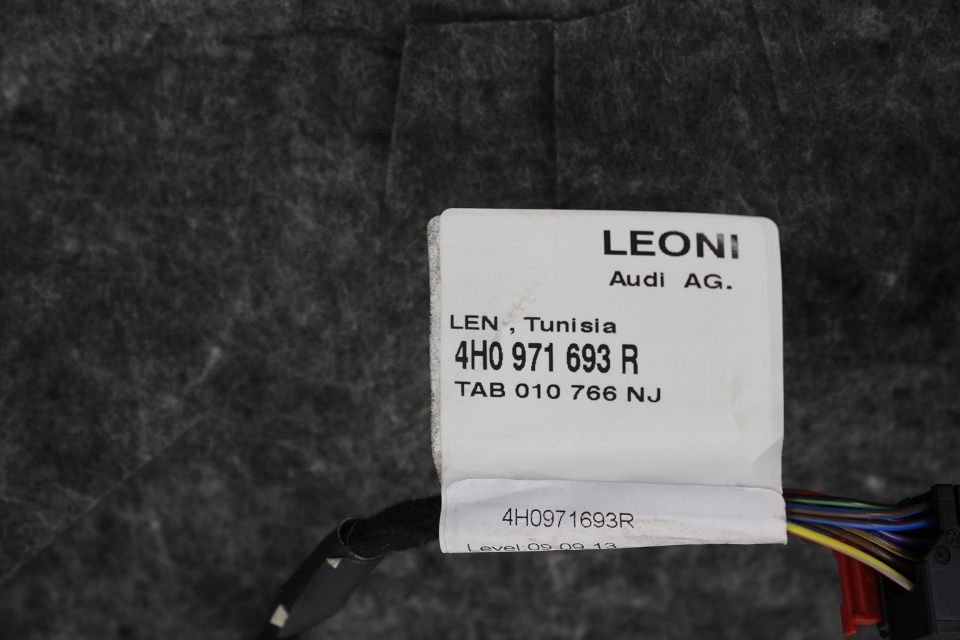 LEONI
Audi AG.
LEN , Tunisia
4H0 971 693 R
TAB 010 766 NJ
4H0971693R
Level:09.09.13